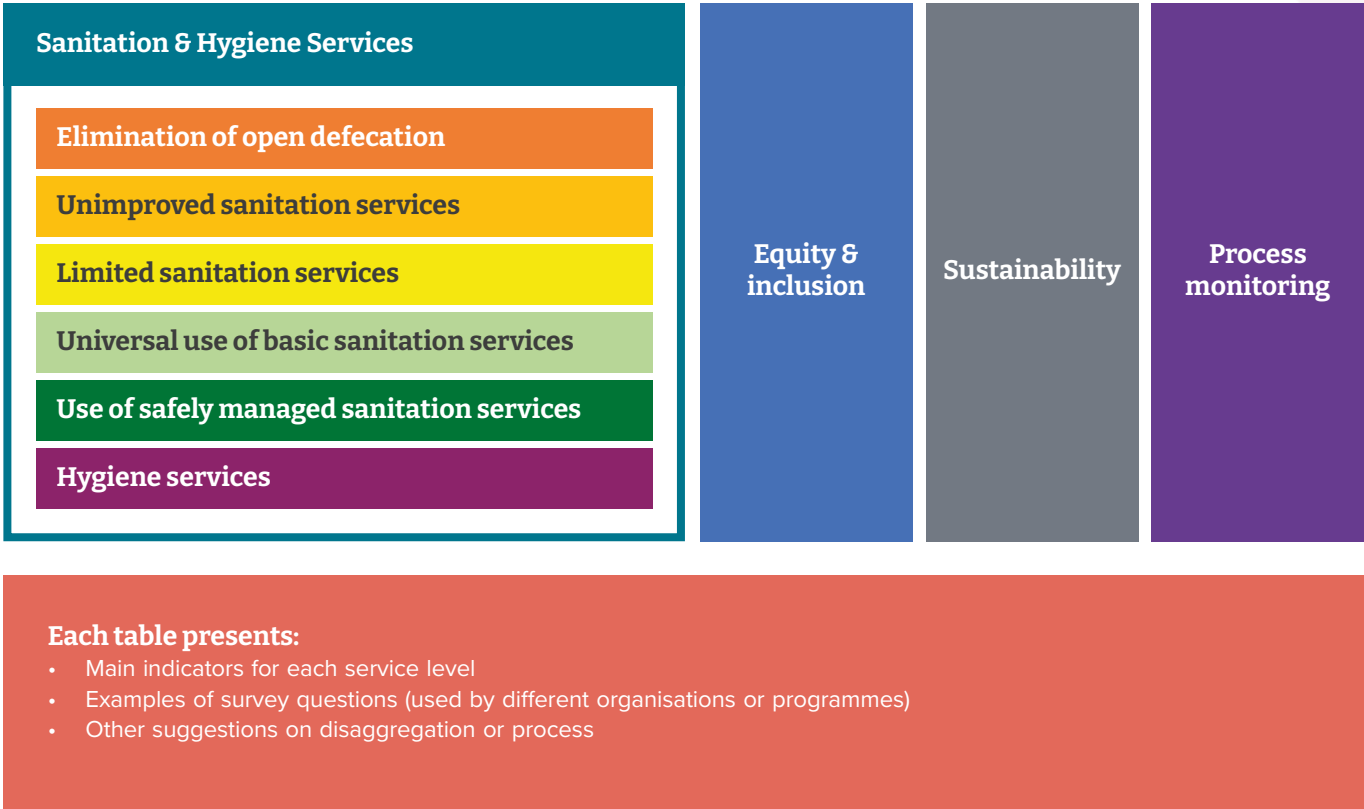 Sanitation & Hygiene Services
Elimination of open defecation
Unimproved sanitation services
Limited sanitation services
Universal use of basic sanitation services
Use of safely managed sanitation services
Hygiene services
Equity &
inclusion
Sustainability
Process
monitoring
Each table presents:
• Main indicators for each service level
• Examples of survey questions (used by different organisations or programmes)
• Other suggestions on disaggregation or process